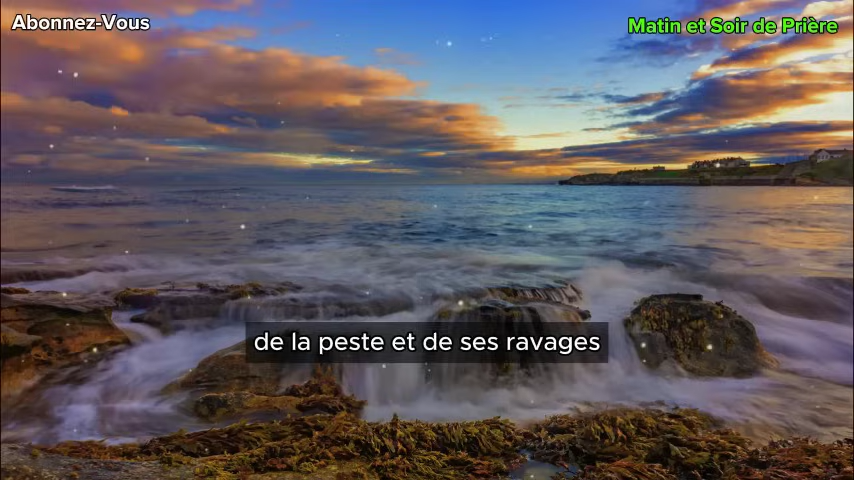 Abonnez-Vous
Matin et Soir de Prière
de la peste et de ses ravages